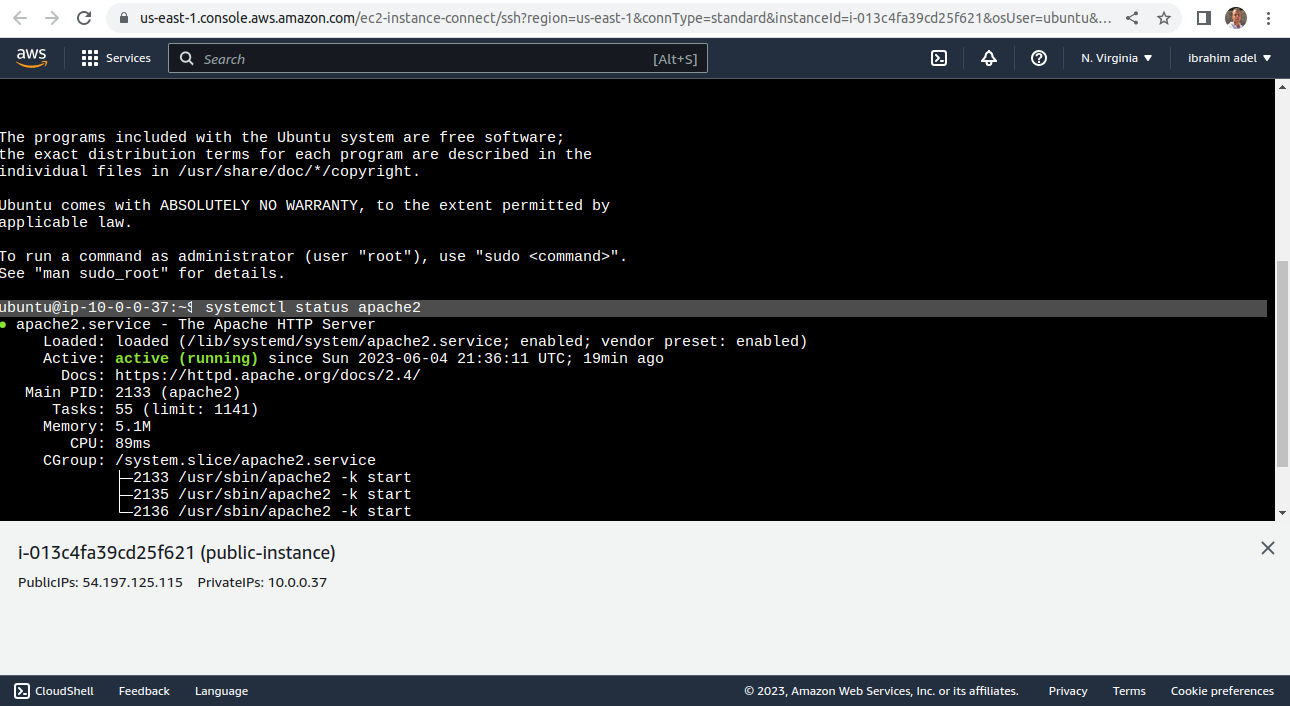 us-east-1.console.aws.amazon.com/ec2-instance-connect/ssh?region=us-east-1&connType=standard&instanceId=i-013c4fa39cd25f621&osUser=ubuntu&...
aws
Services
Search
[Alt+S]
N. Virginia
ibrahim adel
The programs included with the Ubuntu system are free software;
the exact distribution terms for each program are described in the
individual files in /usr/share/doc/*/copyright.
Ubuntu comes with ABSOLUTELY NO WARRANTY, to the extent permitted by
applicable law.
To run a command as administrator (user "root"), use "sudo <command>".
See "man sudo_root" for details.
ubuntu@ip-10-0-0-37:~$ systemctl status apache2
● apache2.service - The Apache HTTP Server
Loaded: loaded (/lib/systemd/system/apache2.service; enabled; vendor preset: enabled)
Active: active (running) since Sun 2023-06-04 21:36:11 UTC; 19min ago
Docs: https://httpd.apache.org/docs/2.4/
Main PID: 2133 (apache2)
Tasks: 55 (limit: 1141)
Memory: 5.1M
CPU: 89ms
CGroup: /system.slice/apache2.service
├─2133 /usr/sbin/apache2 -k start
├─2135 /usr/sbin/apache2 -k start
└─2136 /usr/sbin/apache2 -k start
i-013c4fa39cd25f621 (public-instance)
PublicIPs: 54.197.125.115 PrivateIPs: 10.0.0.37
CloudShell
Feedback
Language
© 2023, Amazon Web Services, Inc. or its affiliates.
Privacy
Terms
Cookie preferences